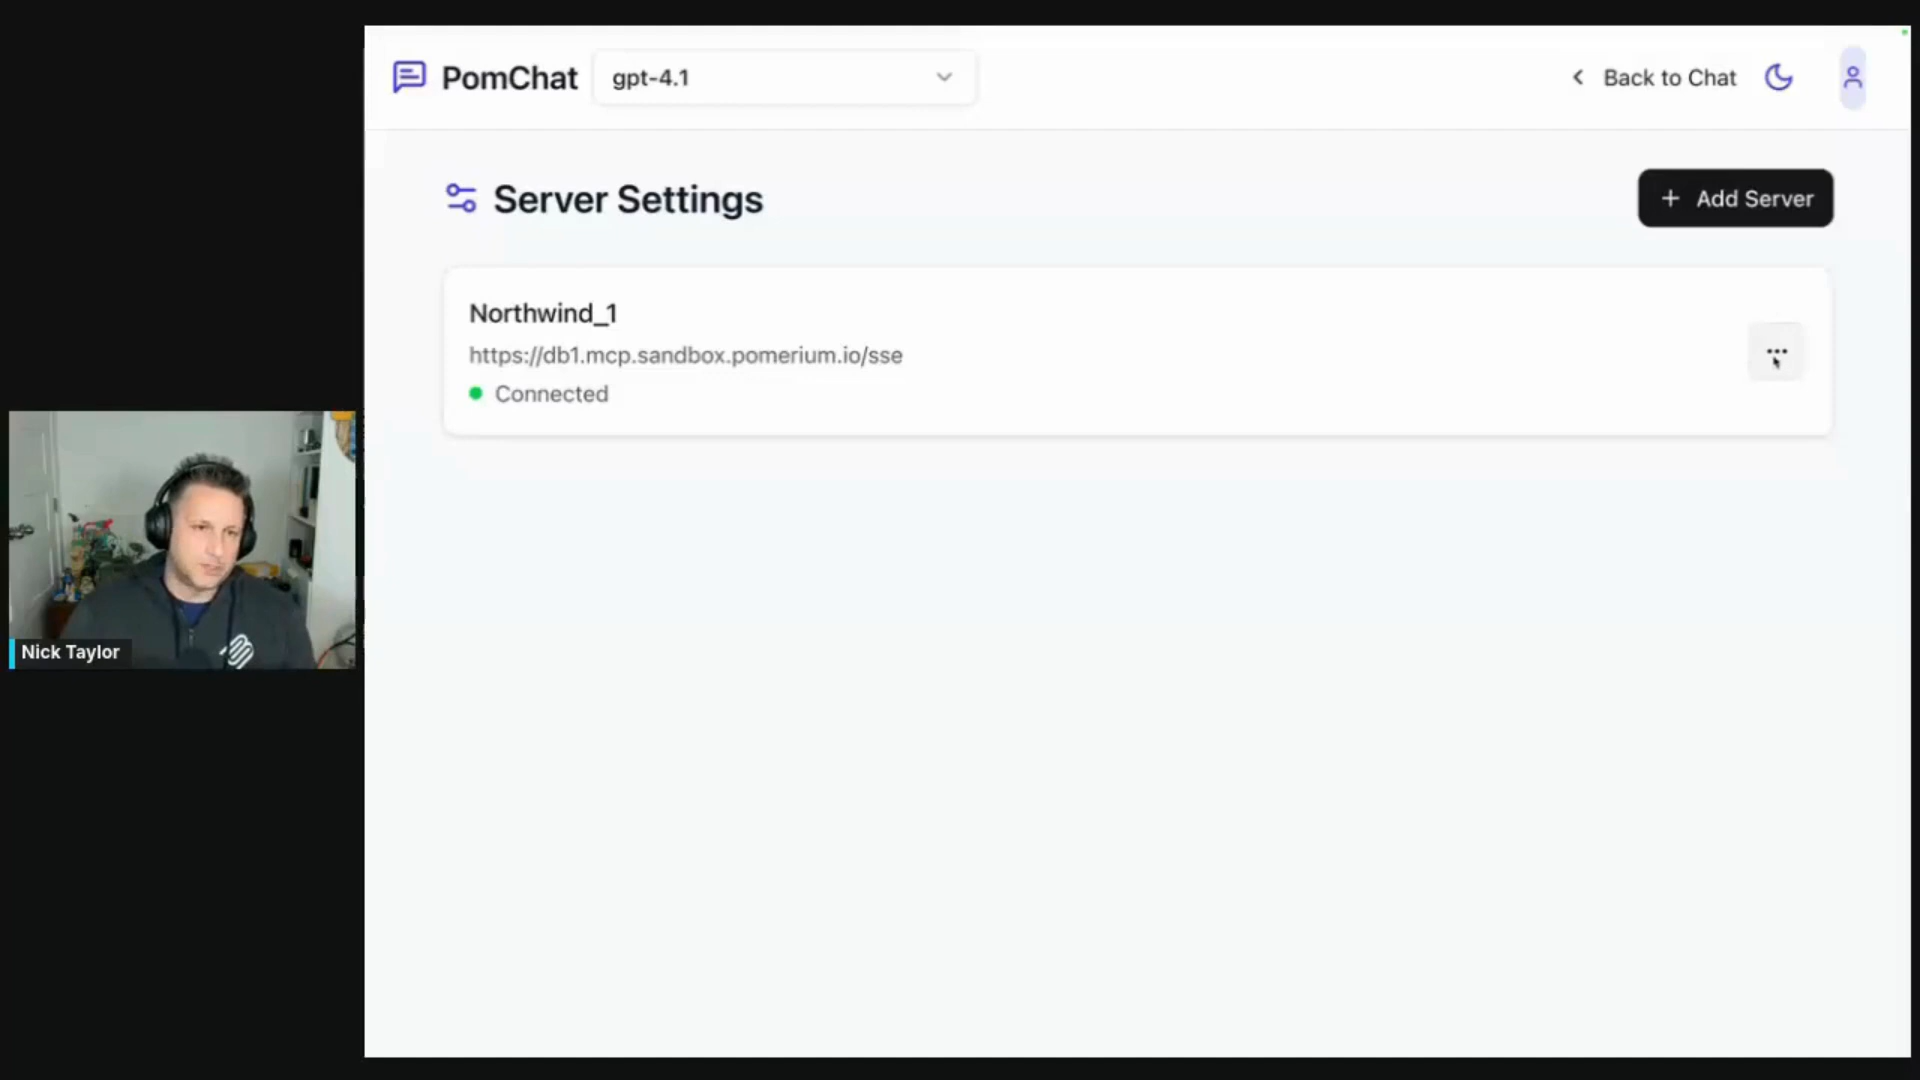 PomChat
gpt-4.1
Back to Chat
Server Settings
+ Add Server
Northwind_1
https://db1.mcp.sandbox.pomerium.io/sse
Connected
Nick Taylor